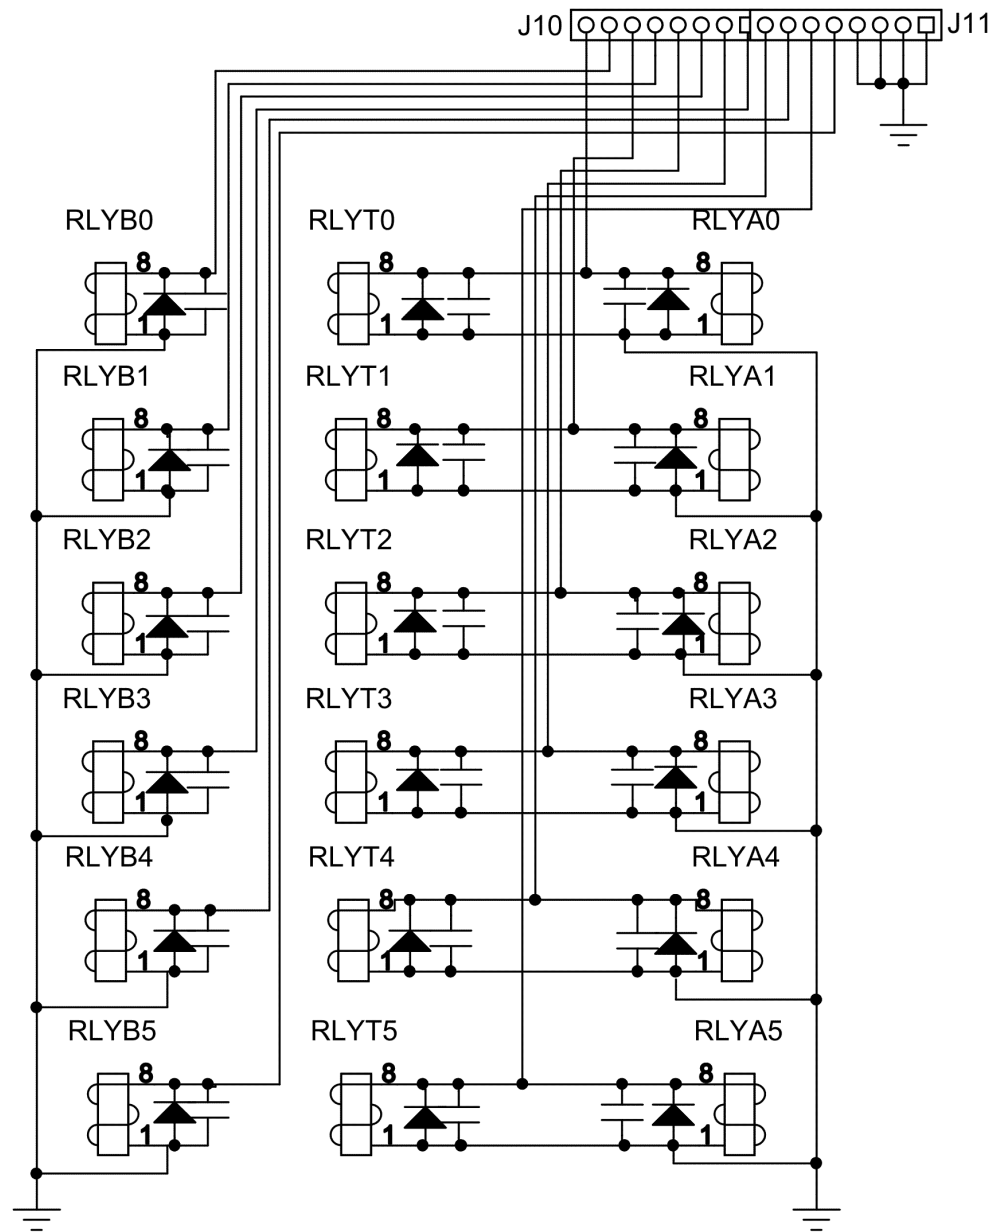 J10 J11
RLYB0 RLYT0 RLYA0
8 8 8
1 1 1
RLYB1 RLYT1 RLYA1
8 8 8
1 1 1
RLYB2 RLYT2 RLYA2
8 8 8
1 1 1
RLYB3 RLYT3 RLYA3
8 8 8
1 1 1
RLYB4 RLYT4 RLYA4
8 8 8
1 1 1
RLYB5 RLYT5 RLYA5
8 8 8
1 1 1